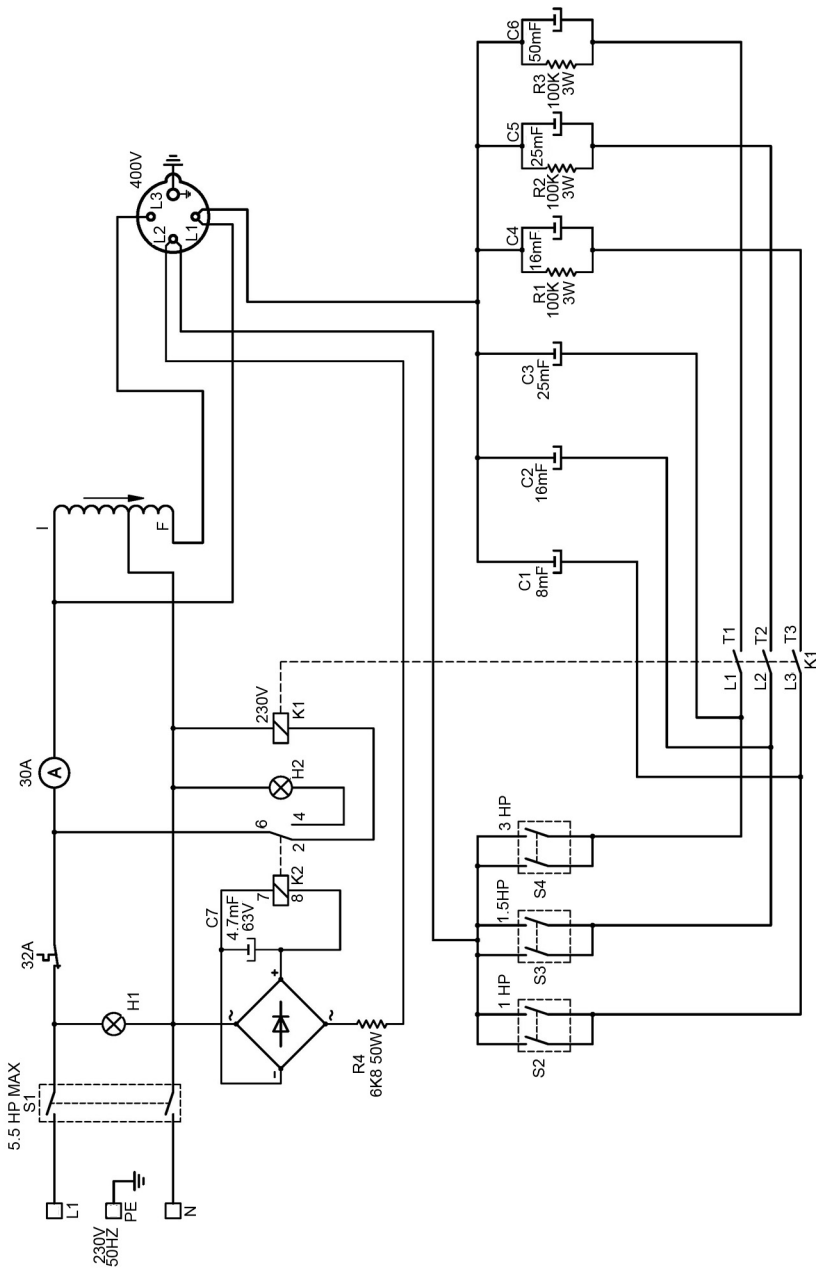 5.5 HP MAX
S1
L1
230V
50HZ
PE
N
H1
32A
30A
A
I
F
400V
L3
L2
L1
~
~
+
-
C7
4.7mF
63V
7
8
K2
6
2
4
H2
230V
K1
R4
6K8 50W
1 HP
S2
1.5HP
S3
3 HP
S4
L1 T1
L2 T2
L3 T3
K1
C1
8mF
C2
16mF
C3
25mF
C4
16mF
R1
100K
3W
C5
25mF
R2
100K
3W
C6
50mF
R3
100K
3W